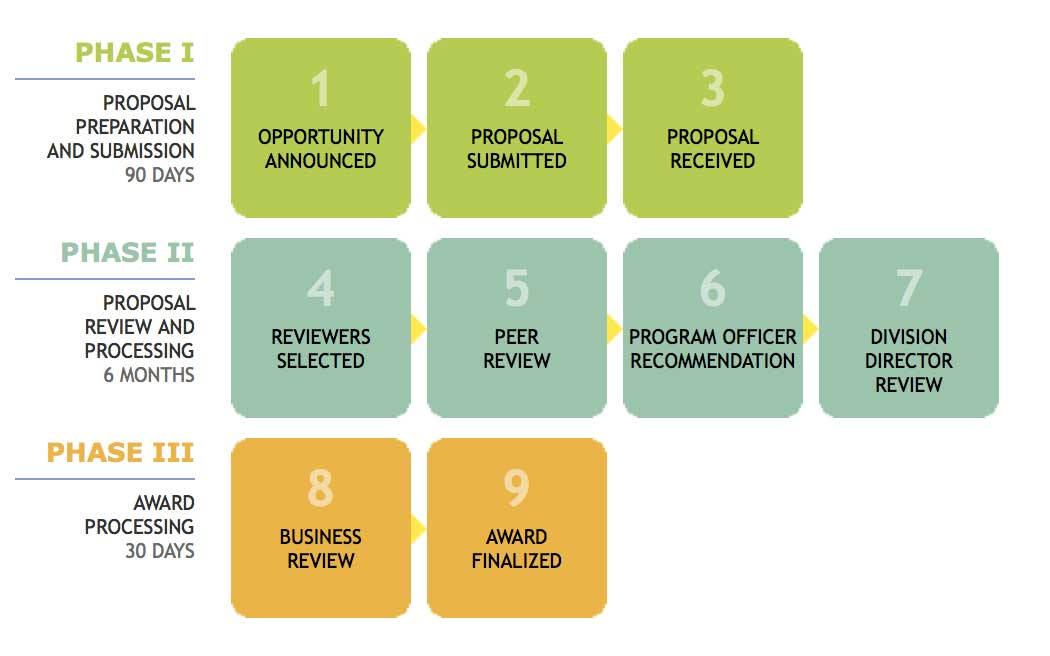 PHASE I
PROPOSAL
PREPARATION
AND SUBMISSION
90 DAYS
1
OPPORTUNITY
ANNOUNCED
2
PROPOSAL
SUBMITTED
3
PROPOSAL
RECEIVED
PHASE II
PROPOSAL
REVIEW AND
PROCESSING
6 MONTHS
4
REVIEWERS
SELECTED
5
PEER
REVIEW
6
PROGRAM OFFICER
RECOMMENDATION
7
DIVISION
DIRECTOR
REVIEW
PHASE III
AWARD
PROCESSING
30 DAYS
8
BUSINESS
REVIEW
9
AWARD
FINALIZED